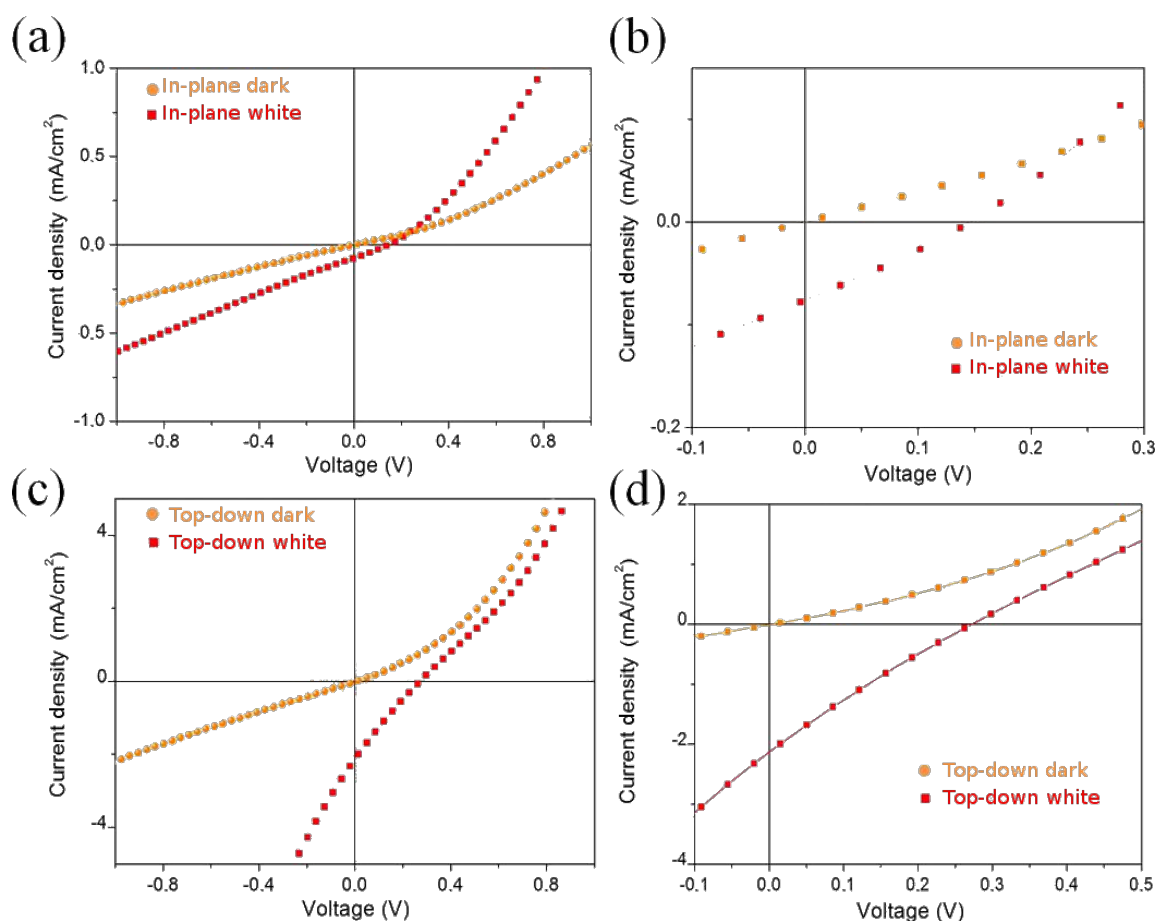 (a)
In-plane dark
In-plane white
1.0
0.5
0.0
0.5
-1.0
-0.8
-0.4
0.0
0.4
0.8
Current density (mA/cm²)
Voltage (V)
(b)
In-plane dark
In-plane white
0.0
-0.2
-0.1
0.0
0.1
0.2
0.3
Current density (mA/cm²)
Voltage (V)
(c)
Top-down dark
Top-down white
4
0
-4
-0.8
-0.4
0.0
0.4
0.8
Current density (mA/cm²)
Voltage (V)
(d)
Top-down dark
Top-down white
2
0
-2
-4
-0.1
0.0
0.1
0.2
0.3
0.4
0.5
Current density (mA/cm²)
Voltage (V)